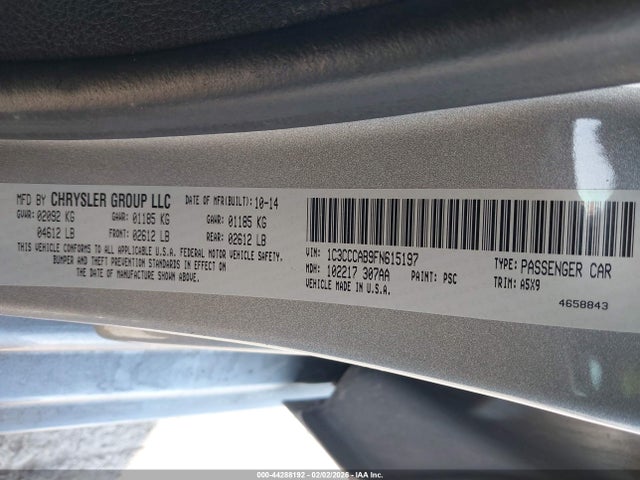 MFD BY CHRYSLER GROUP LLC DATE OF MFR(BUILT): 10-14
GVWR: 02092 KG GAWR: 01185 KG GAWR: 01185 KG
04612 LB FRONT: 02612 LB REAR: 02612 LB
THIS VEHICLE CONFORMS TO ALL APPLICABLE U.S.A. FEDERAL MOTOR VEHICLE SAFETY,
BUMPER AND THEFT PREVENTION STANDARDS IN EFFECT ON
THE DATE OF MANUFACTURE SHOWN ABOVE.
VIN: 1C3CCCAB9FN615197 TYPE: PASSENGER CAR
MDH: 102217 307AA PAINT: PSC TRIM: A5X9
VEHICLE MADE IN U.S.A. 4658843
000-44288192 - 02/02/2026 - IAA Inc.